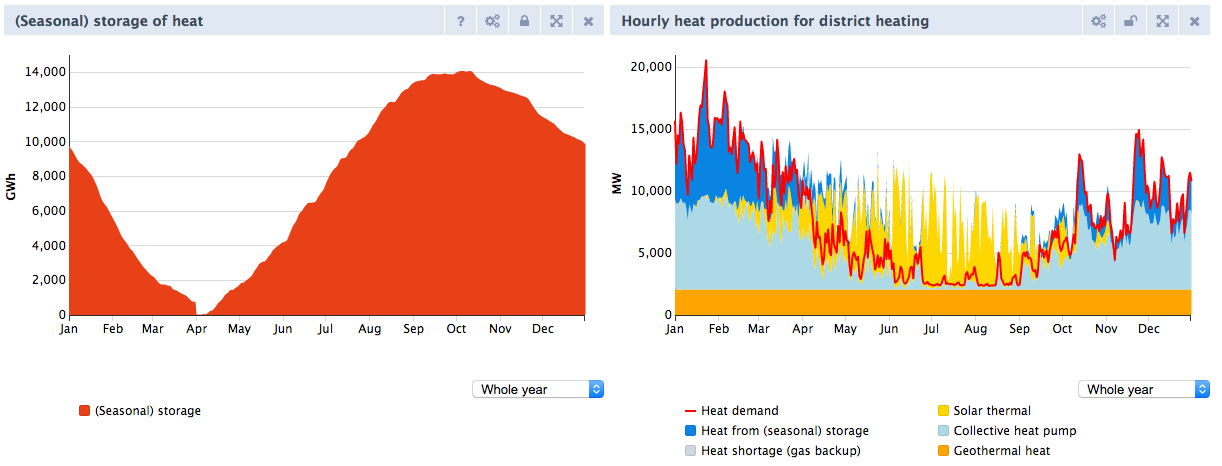 (Seasonal) storage of heat
?
GWh
14,000
12,000
10,000
8,000
6,000
4,000
2,000
0
Jan Feb Mar Apr May Jun Jul Aug Sep Oct Nov Dec
Whole year
(Seasonal) storage
Hourly heat production for district heating
MW
20,000
15,000
10,000
5,000
0
Jan Feb Mar Apr May Jun Jul Aug Sep Oct Nov Dec
Whole year
Heat demand
Solar thermal
Heat from (seasonal) storage
Collective heat pump
Heat shortage (gas backup)
Geothermal heat